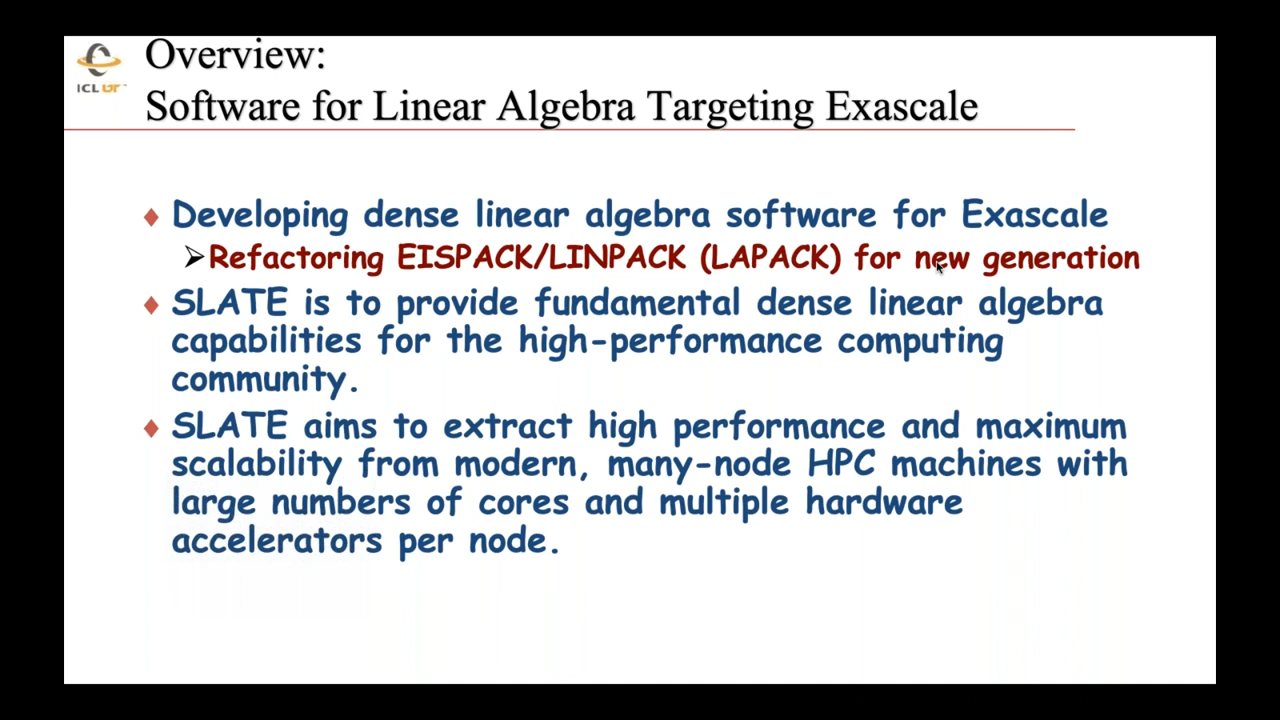 Overview:
Software for Linear Algebra Targeting Exascale
ICL UT
Developing dense linear algebra software for Exascale
Refactoring EISPACK/LINPACK (LAPACK) for new generation
SLATE is to provide fundamental dense linear algebra
capabilities for the high-performance computing
community.
SLATE aims to extract high performance and maximum
scalability from modern, many-node HPC machines with
large numbers of cores and multiple hardware
accelerators per node.